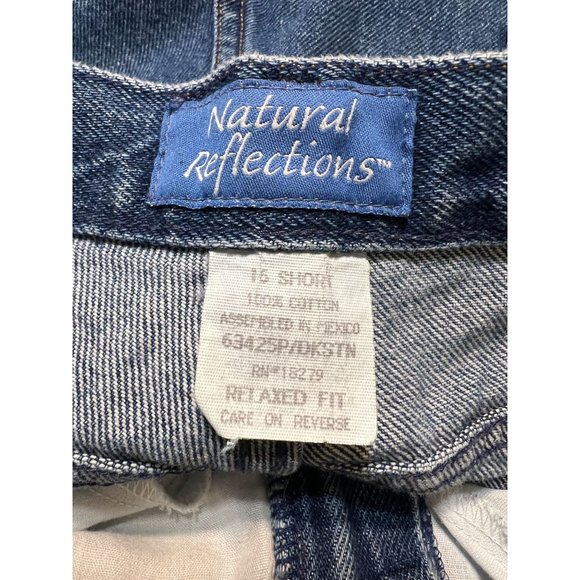 Natural
Reflections™
16 SHORT
100% COTTON
ASSEMBLED IN MEXICO
63425P/DKSTN
RN#18279
RELAXED FIT
CARE ON REVERSE